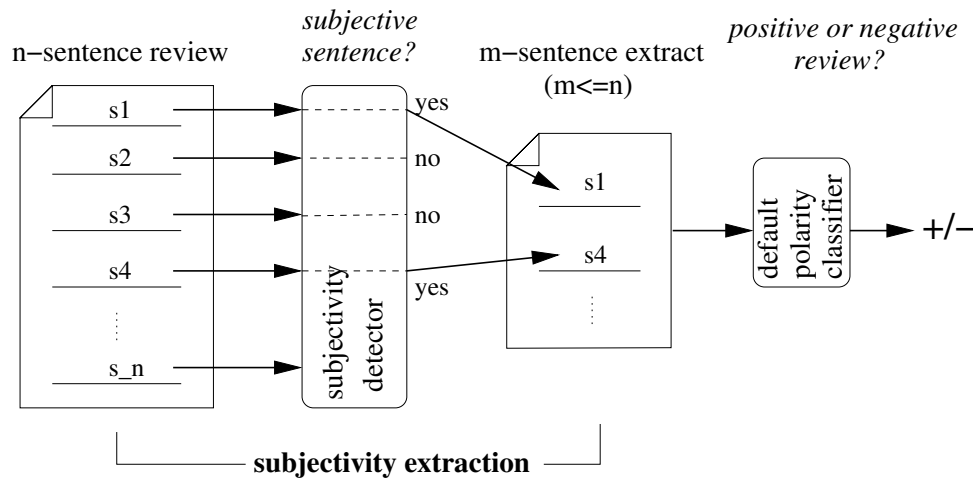 n−sentence review
s1
s2
s3
s4
s_n
subjective
sentence?
yes
no
no
yes
subjectivity
detector
m−sentence extract
(m<=n)
s1
s4
positive or negative
review?
default
polarity
classifier
+/−
subjectivity extraction